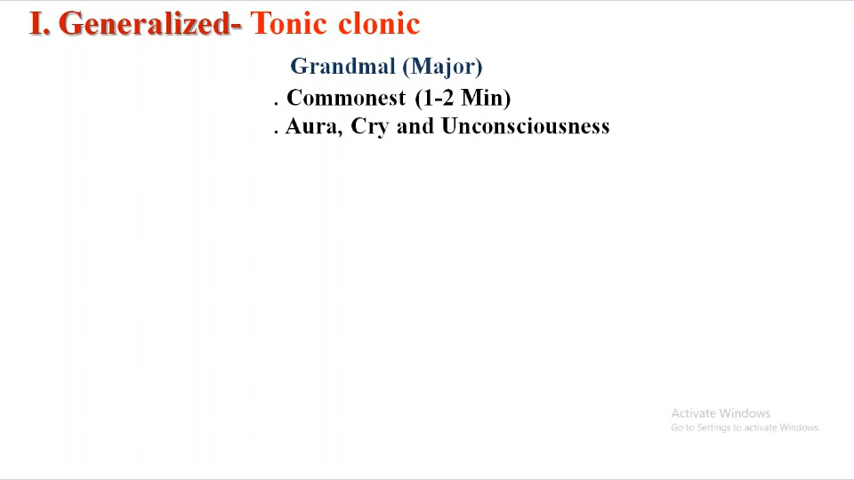 I. Generalized- Tonic clonic
Grandmal (Major)
. Commonest (1-2 Min)
. Aura, Cry and Unconsciousness
Activate Windows
Go to Settings to activate Windows.